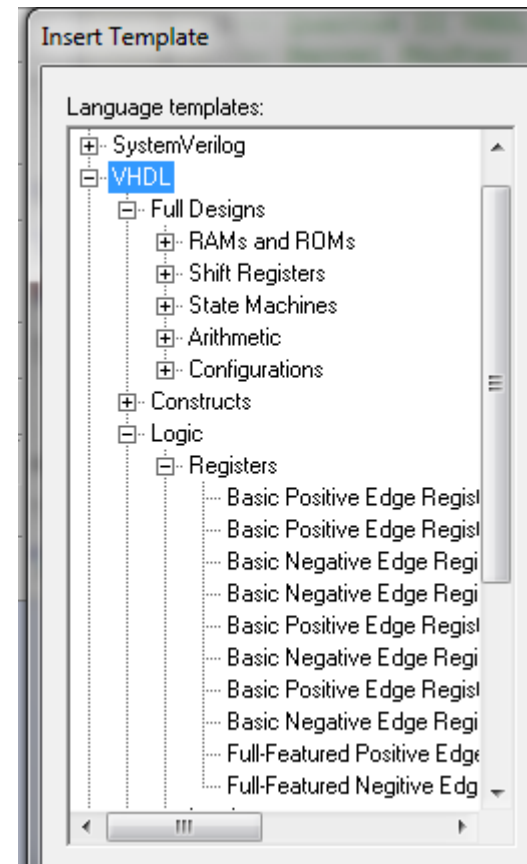 Insert Template
Language templates:
SystemVerilog
VHDL
Full Designs
RAMs and ROMs
Shift Registers
State Machines
Arithmetic
Configurations
Constructs
Logic
Registers
Basic Positive Edge Regist
Basic Positive Edge Regist
Basic Negative Edge Regi
Basic Negative Edge Regi
Basic Positive Edge Regist
Basic Negative Edge Regi
Basic Positive Edge Regist
Basic Negative Edge Regi
Full-Featured Positive Edge
Full-Featured Negitive Edg